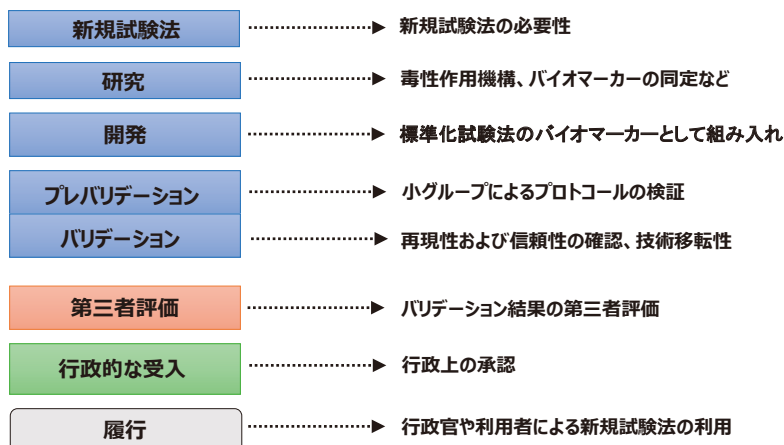 新規試験法 新規試験法の必要性
研究 毒性作用機構、バイオマーカーの同定など
開発 標準化試験法のバイオマーカーとして組み入れ
プレバリデーション 小グループによるプロトコールの検証
バリデーション 再現性および信頼性の確認、技術移転性
第三者評価 バリデーション結果の第三者評価
行政的な受入 行政上の承認
履行 行政官や利用者による新規試験法の利用